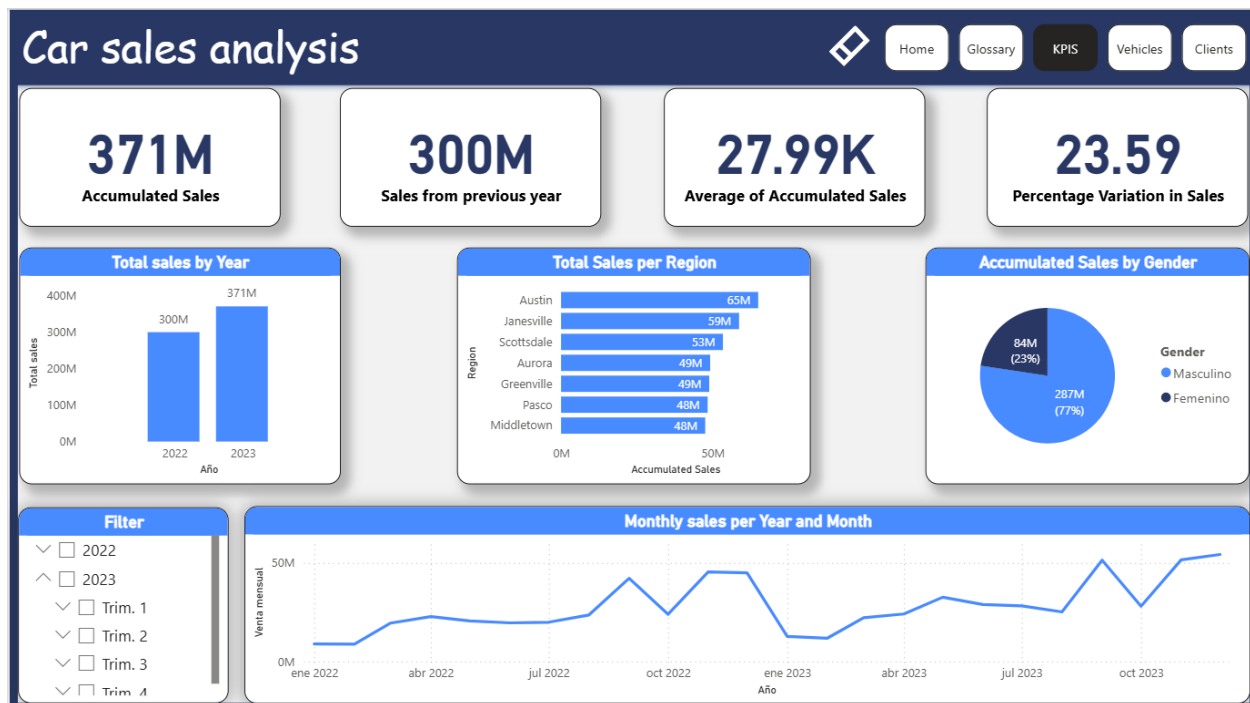 Car sales analysis
Home
Glossary
KPIS
Vehicles
Clients
371M
Accumulated Sales
300M
Sales from previous year
27.99K
Average of Accumulated Sales
23.59
Percentage Variation in Sales
Total sales by Year
Total sales
400M
300M
200M
100M
0M
300M
371M
2022
2023
Año
Total Sales per Region
Region
Austin
65M
Janesville
59M
Scottsdale
53M
Aurora
49M
Greenville
49M
Pasco
48M
Middletown
48M
0M
50M
Accumulated Sales
Accumulated Sales by Gender
84M
(23%)
287M
(77%)
Gender
Masculino
Femenino
Filter
2022
2023
Trim. 1
Trim. 2
Trim. 3
Trim. 4
Monthly sales per Year and Month
Venta mensual
50M
0M
ene 2022
abr 2022
jul 2022
oct 2022
ene 2023
abr 2023
jul 2023
oct 2023
Año